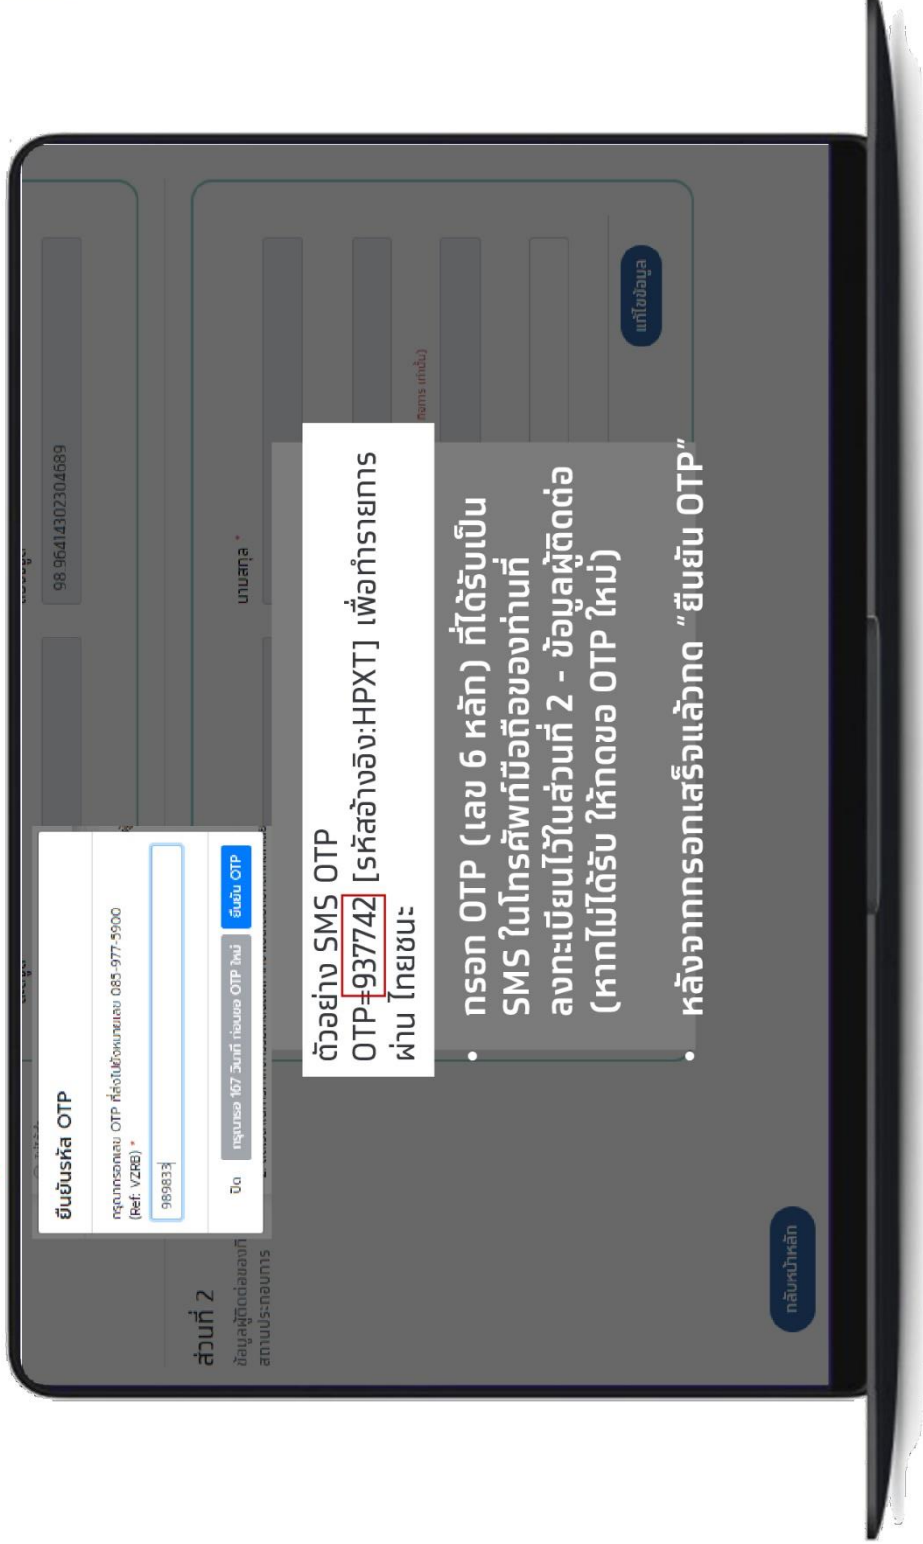 98 96414302304689
ยืนยันรหัส OTP
กรุณากรอกเลข OTP ที่ส่งไปยังหมายเลข 085-977-5900
(Ref: VZRB) *
989833
ปิด
กรุณารอ 167 วินาที ก่อนขอ OTP ใหม่
ยืนยัน OTP
ส่วนที่ 2
ข้อมูลผู้ติดต่อของกิ
สถานประกอบการ
นามสกุล *
ตัวอย่าง SMS OTP
OTP=937742 [รหัสอ้างอิง:HPXT] เพื่อทำรายการ
ผ่าน ไทยชนะ
กิจการ เท่านั้น)
กรอก OTP (เลข 6 หลัก) ที่ได้รับเป็น
SMS ในโทรศัพท์มือถือของท่านที่
ลงทะเบียนไว้ในส่วนที่ 2 - ข้อมูลผู้ติดต่อ
(หากไม่ได้รับ ให้กดขอ OTP ใหม่)
แก้ไขข้อมูล
หลังจากกรอกเสร็จแล้วกด “ยืนยัน OTP”
กลับหน้าหลัก